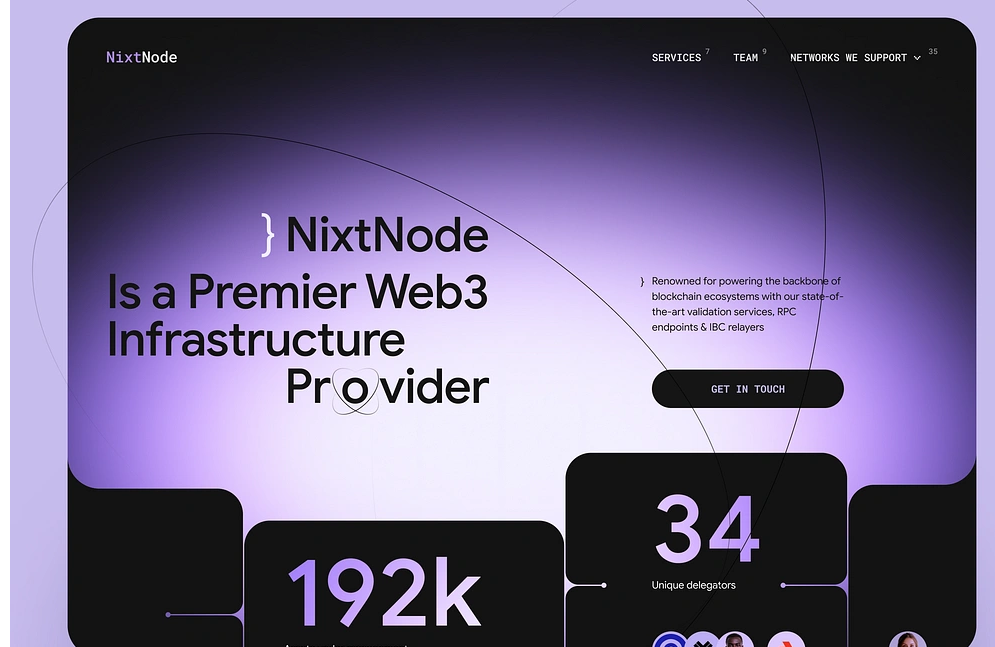 NixtNode
SERVICES 7
TEAM 9
NETWORKS WE SUPPORT 35
} NixtNode
Is a Premier Web3
Infrastructure
Provider
} Renowned for powering the backbone of
blockchain ecosystems with our state-of-
the-art validation services, RPC
endpoints & IBC relayers
GET IN TOUCH
34
Unique delegators
192k